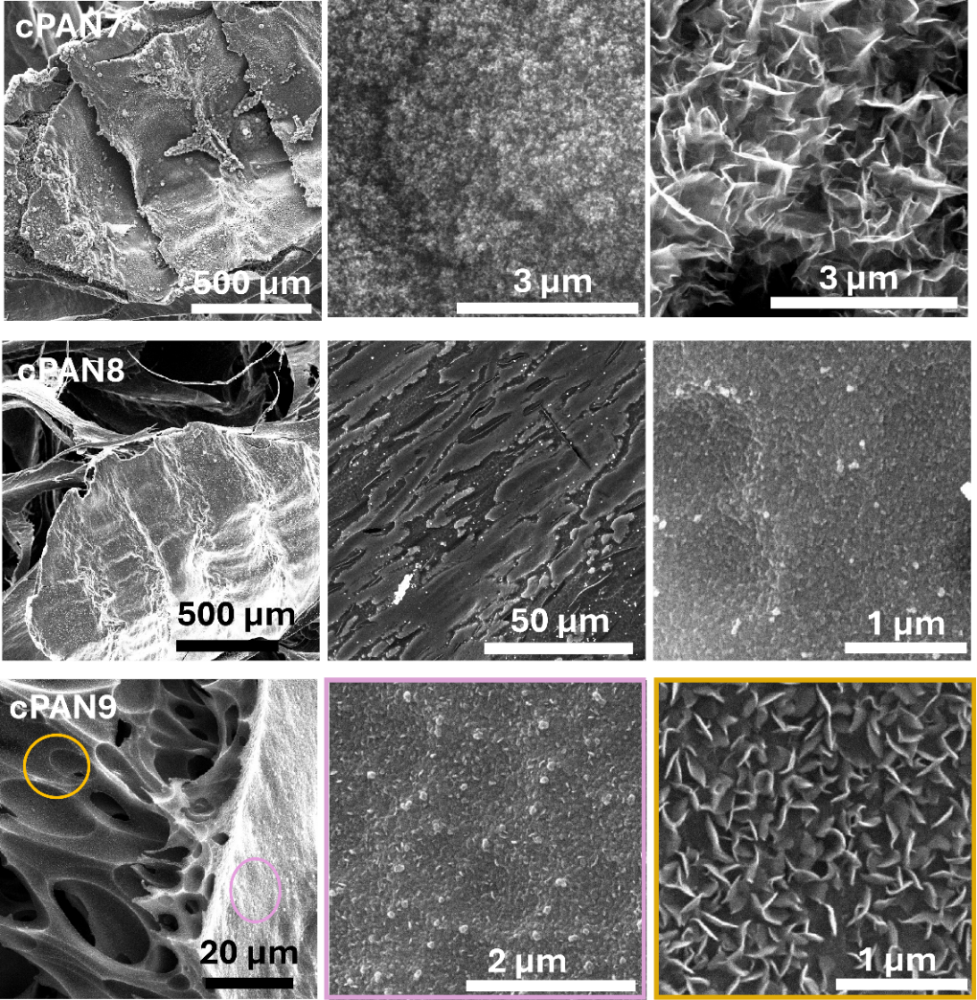 cPAN7
500 µm
3 µm
3 µm
cPAN8
500 µm
50 µm
1 µm
cPAN9
20 µm
2 µm
1 µm